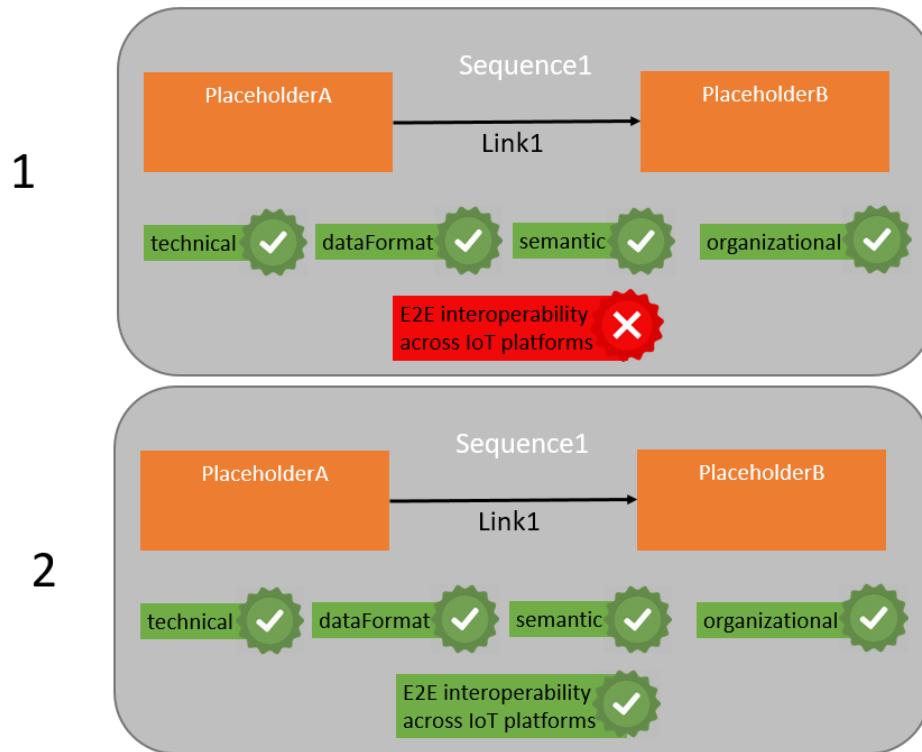 1
Sequence1
PlaceholderA
PlaceholderB
Link1
technical
dataFormat
semantic
organizational
E2E interoperability
across IoT platforms
2
Sequence1
PlaceholderA
PlaceholderB
Link1
technical
dataFormat
semantic
organizational
E2E interoperability
across IoT platforms